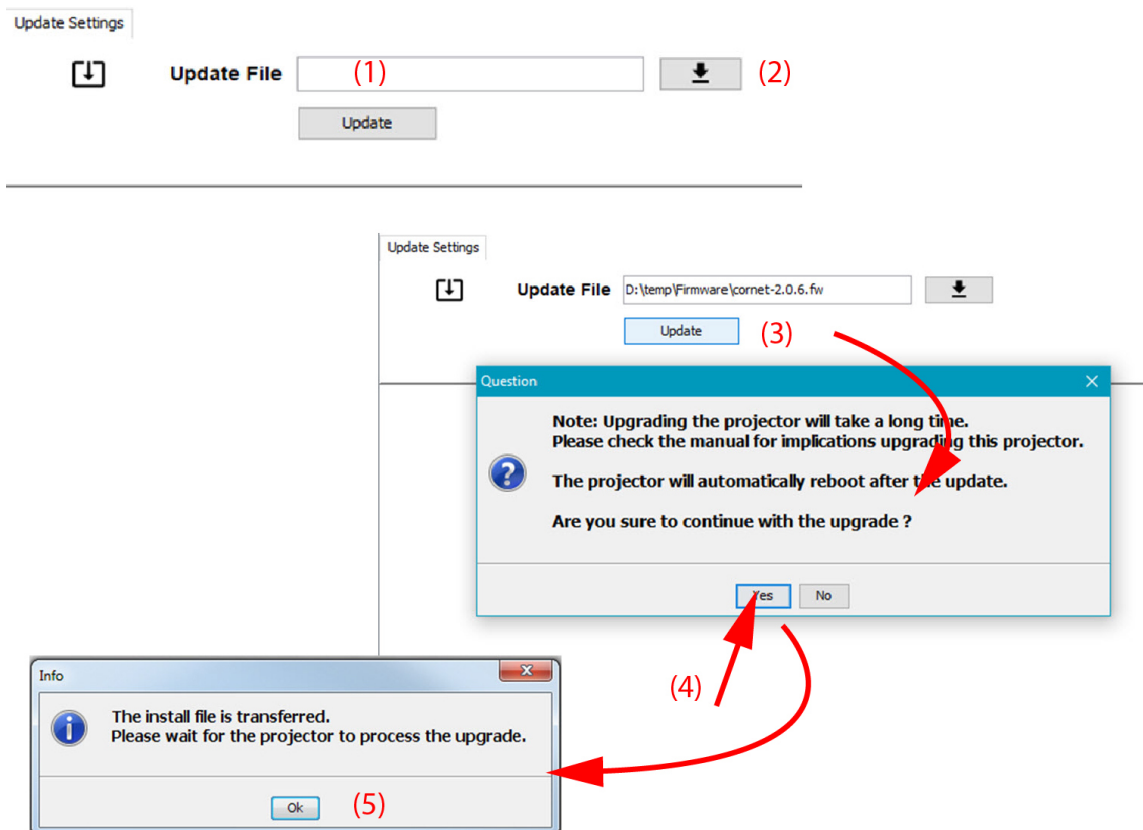 Update Settings
Update File (1) (2)
Update
Update Settings
Update File D:\temp\Firmware\cornet-2.0.6.fw
Update (3)
Question
Note: Upgrading the projector will take a long time.
Please check the manual for implications upgrading this projector.
The projector will automatically reboot after the update.
Are you sure to continue with the upgrade ?
Yes No
(4)
Info
The install file is transferred.
Please wait for the projector to process the upgrade.
Ok (5)